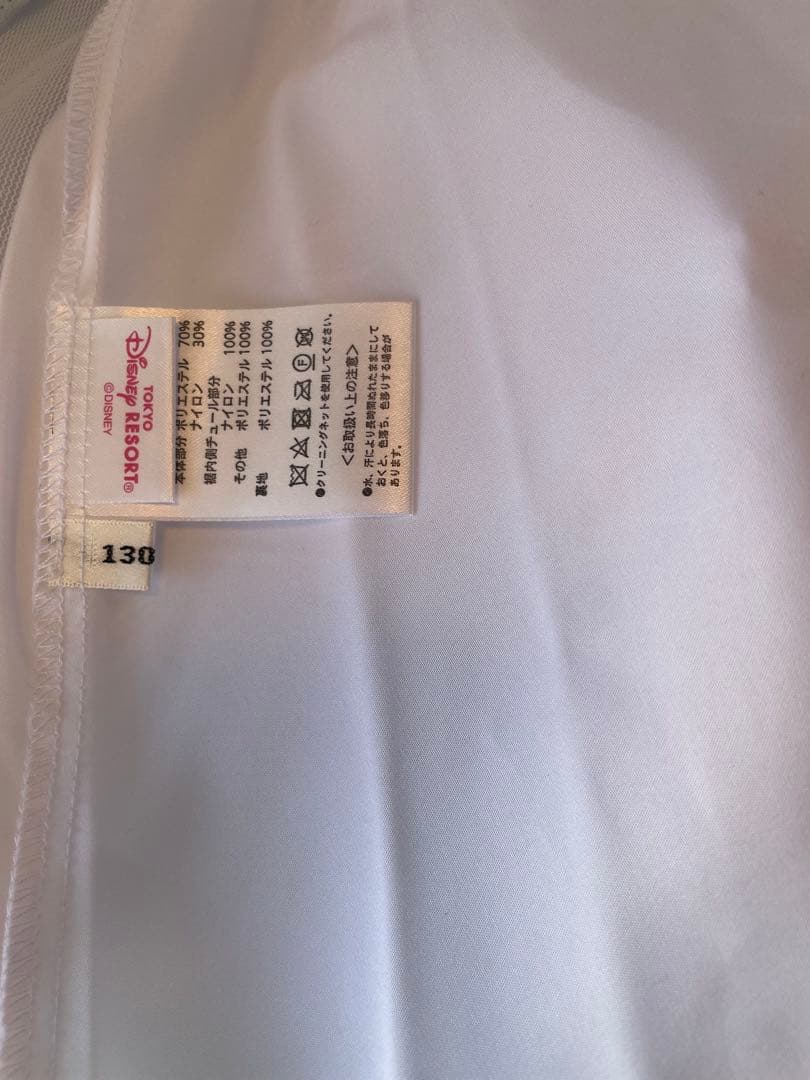 TOKYO
Disney RESORT®
©DISNEY
本体部分 ポリエステル 70%
ナイロン 30%
裾内側チュール部分
ナイロン 100%
その他 ポリエステル 100%
裏地 ポリエステル 100%
F
●クリーニングネットを使用してください。
<お取扱い上の注意>
●水、汗により長時間ぬれたままにして
おくと、色落ち、色移りする場合が
あります。
130